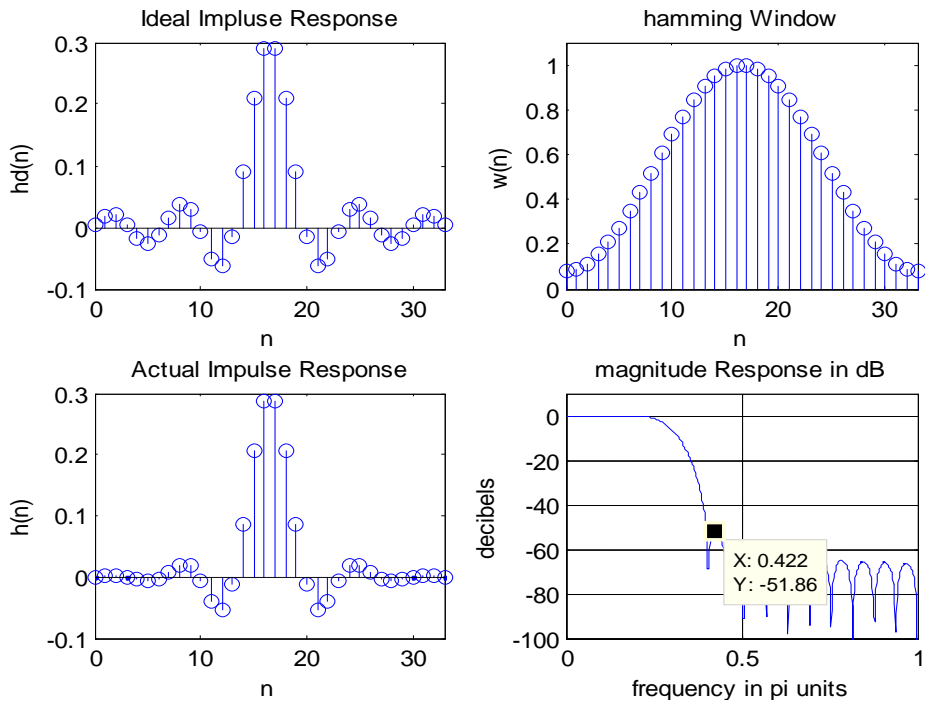 Ideal Impluse Response
0.3
0.2
0.1
0
-0.1
0
10
20
30
hd(n)
n
hamming Window
1
0.8
0.6
0.4
0.2
0
0
10
20
30
w(n)
n
Actual Impulse Response
0.3
0.2
0.1
0
-0.1
0
10
20
30
h(n)
n
magnitude Response in dB
0
-20
-40
-60
-80
-100
0
0.5
1
decibels
X: 0.422
Y: -51.86
frequency in pi units